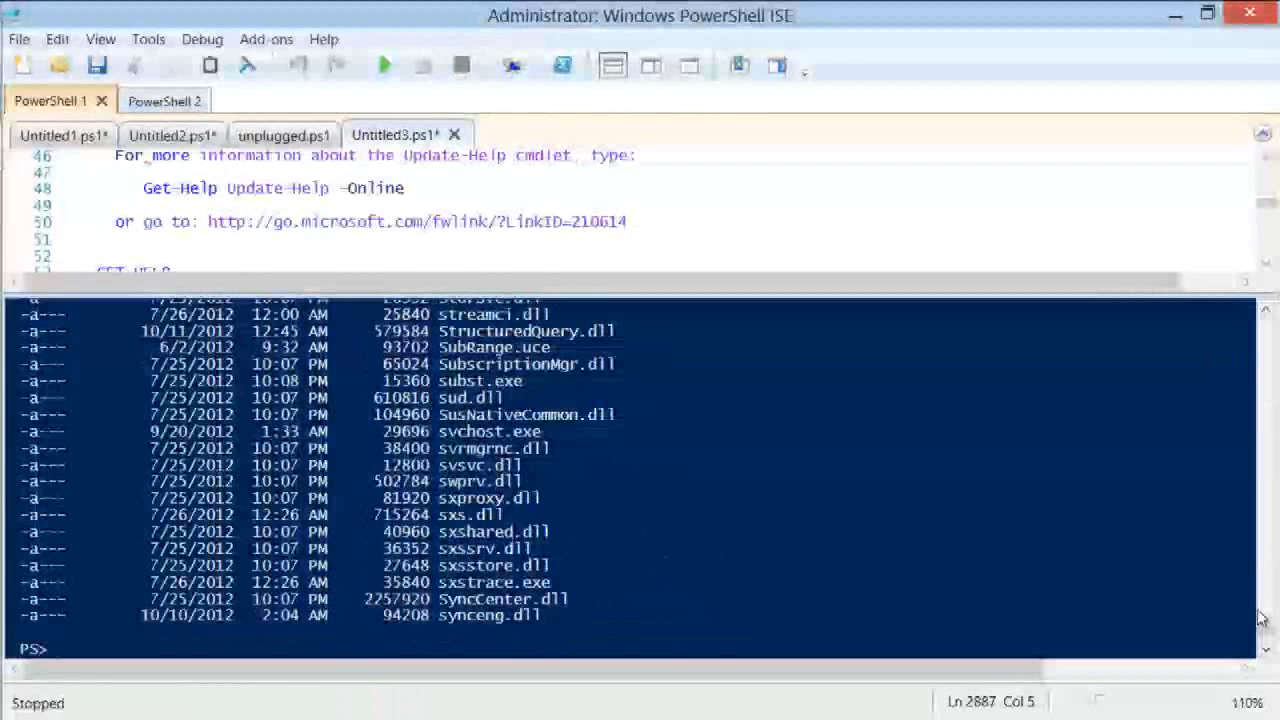 Administrator: Windows PowerShell ISE
File Edit View Tools Debug Add-ons Help
PowerShell 1 PowerShell 2
Untitled1.ps1* Untitled2.ps1* unplugged.ps1 Untitled3.ps1*
46 For more information about the Update-Help cmdlet, type:
47
48 Get-Help Update-Help -Online
49
50 or go to: http://go.microsoft.com/fwlink/?LinkID=210614
51
52
53 GET-HELP
-a--- 7/26/2012 12:00 AM 25840 streamci.dll
-a--- 10/11/2012 12:45 AM 579584 StructuredQuery.dll
-a--- 6/2/2012 9:32 AM 93702 SubRange.uce
-a--- 7/25/2012 10:07 PM 65024 SubscriptionMgr.dll
-a--- 7/25/2012 10:08 PM 15360 subst.exe
-a--- 7/25/2012 10:07 PM 610816 sud.dll
-a--- 7/25/2012 10:07 PM 104960 SusNativeCommon.dll
-a--- 9/20/2012 1:33 AM 29696 svchost.exe
-a--- 7/25/2012 10:07 PM 38400 svrmgrnc.dll
-a--- 7/25/2012 10:07 PM 12800 svsvc.dll
-a--- 7/25/2012 10:07 PM 502784 swprv.dll
-a--- 7/25/2012 10:07 PM 81920 sxproxy.dll
-a--- 7/26/2012 12:26 AM 715264 sxs.dll
-a--- 7/25/2012 10:07 PM 40960 sxshared.dll
-a--- 7/25/2012 10:07 PM 36352 sxssrv.dll
-a--- 7/25/2012 10:07 PM 27648 sxsstore.dll
-a--- 7/26/2012 12:26 AM 35840 sxstrace.exe
-a--- 7/25/2012 10:07 PM 2257920 SyncCenter.dll
-a--- 10/10/2012 2:04 AM 94208 synceng.dll
PS>
Stopped Ln 2887 Col 5 110%